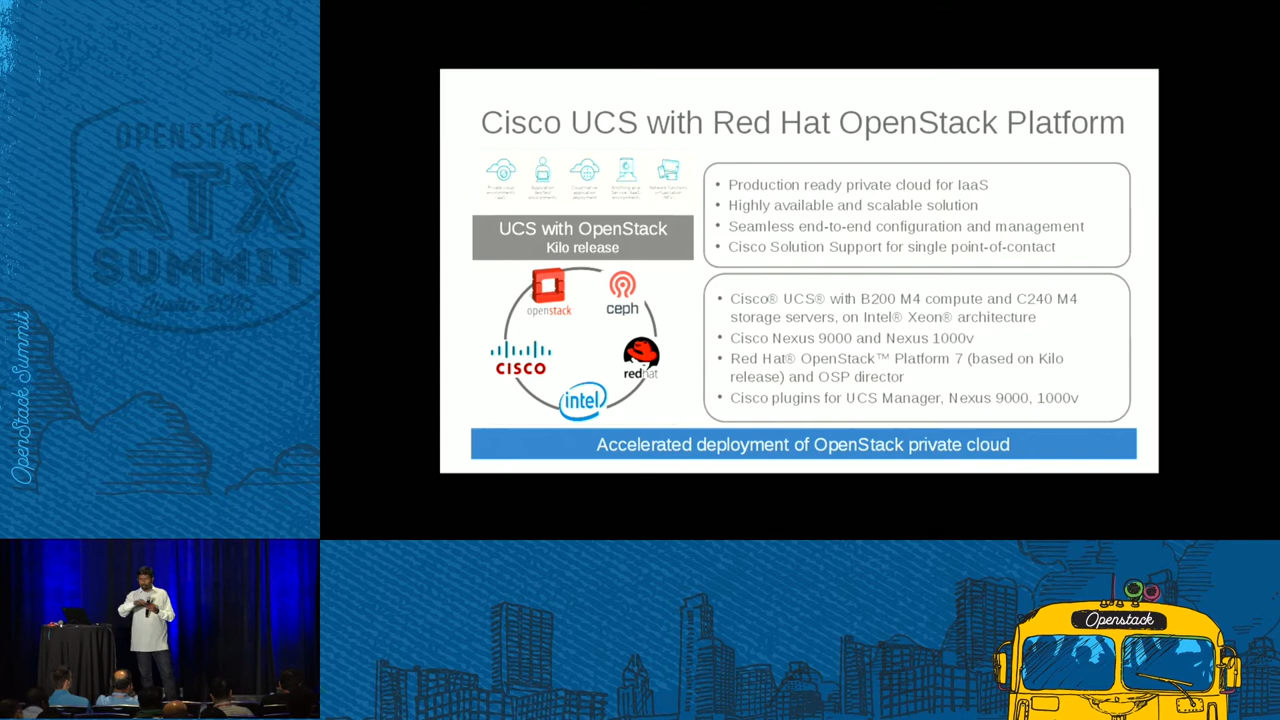 OPENSTACK
ATX
SUMMIT
OpenStack Summit
Cisco UCS with Red Hat OpenStack Platform
UCS with OpenStack
Kilo release
openstack
ceph
CISCO
redhat
intel
• Production ready private cloud for IaaS
• Highly available and scalable solution
• Seamless end-to-end configuration and management
• Cisco Solution Support for single point-of-contact
• Cisco® UCS® with B200 M4 compute and C240 M4
storage servers, on Intel® Xeon® architecture
• Cisco Nexus 9000 and Nexus 1000v
• Red Hat® OpenStack™ Platform 7 (based on Kilo
release) and OSP director
• Cisco plugins for UCS Manager, Nexus 9000, 1000v
Accelerated deployment of OpenStack private cloud
Openstack